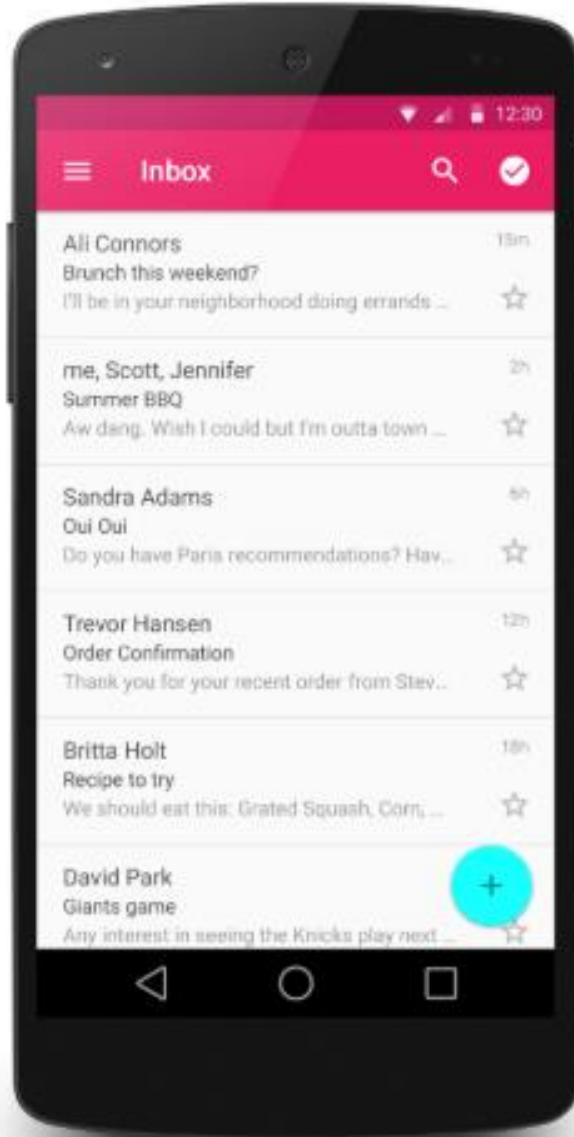 12:30
Inbox
Ali Connors 15m
Brunch this weekend?
I'll be in your neighborhood doing errands ...
me, Scott, Jennifer 2h
Summer BBQ
Aw dang. Wish I could but I'm outta town ...
Sandra Adams 6h
Oui Oui
Do you have Paris recommendations? Hav...
Trevor Hansen 12h
Order Confirmation
Thank you for your recent order from Stev...
Britta Holt 18h
Recipe to try
We should eat this: Grated Squash, Corn, ...
David Park
Giants game
Any interest in seeing the Knicks play next ...